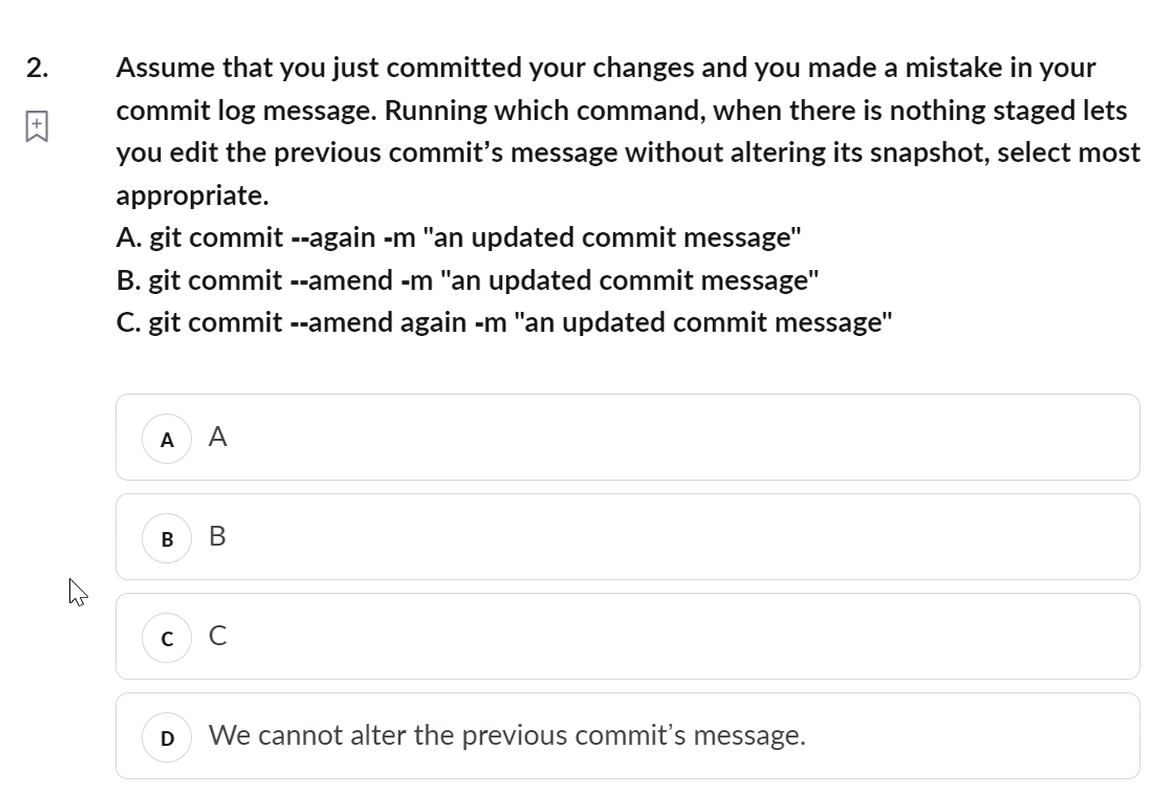 2.
Assume that you just committed your changes and you made a mistake in your
commit log message. Running which command, when there is nothing staged lets
you edit the previous commit’s message without altering its snapshot, select most
appropriate.
A. git commit --again -m "an updated commit message"
B. git commit --amend -m "an updated commit message"
C. git commit --amend again -m "an updated commit message"
A A
B B
C C
D We cannot alter the previous commit’s message.